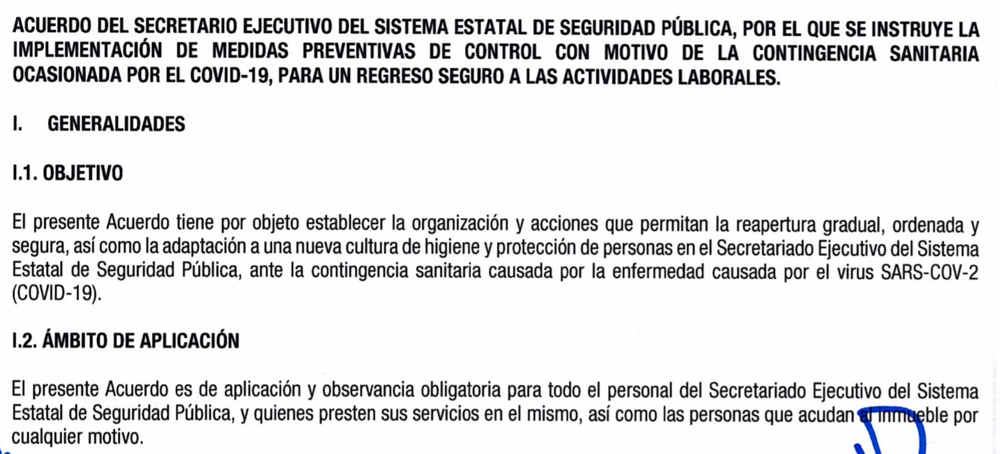 ACUERDO DEL SECRETARIO EJECUTIVO DEL SISTEMA ESTATAL DE SEGURIDAD PÚBLICA, POR EL QUE SE INSTRUYE LA
IMPLEMENTACIÓN DE MEDIDAS PREVENTIVAS DE CONTROL CON MOTIVO DE LA CONTINGENCIA SANITARIA
OCASIONADA POR EL COVID-19, PARA UN REGRESO SEGURO A LAS ACTIVIDADES LABORALES.
I. GENERALIDADES
I.1. OBJETIVO
El presente Acuerdo tiene por objeto establecer la organización y acciones que permitan la reapertura gradual, ordenada y
segura, así como la adaptación a una nueva cultura de higiene y protección de personas en el Secretariado Ejecutivo del Sistema
Estatal de Seguridad Pública, ante la contingencia sanitaria causada por la enfermedad causada por el virus SARS-COV-2
(COVID-19).
I.2. ÁMBITO DE APLICACIÓN
El presente Acuerdo es de aplicación y observancia obligatoria para todo el personal del Secretariado Ejecutivo del Sistema
Estatal de Seguridad Pública, y quienes presten sus servicios en el mismo, así como las personas que acudan al inmueble por
cualquier motivo.